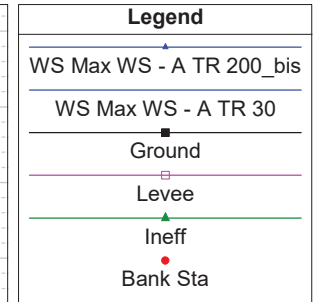 Legend
WS Max WS - A TR 200_bis
WS Max WS - A TR 30
Ground
Levee
Ineff
Bank Sta